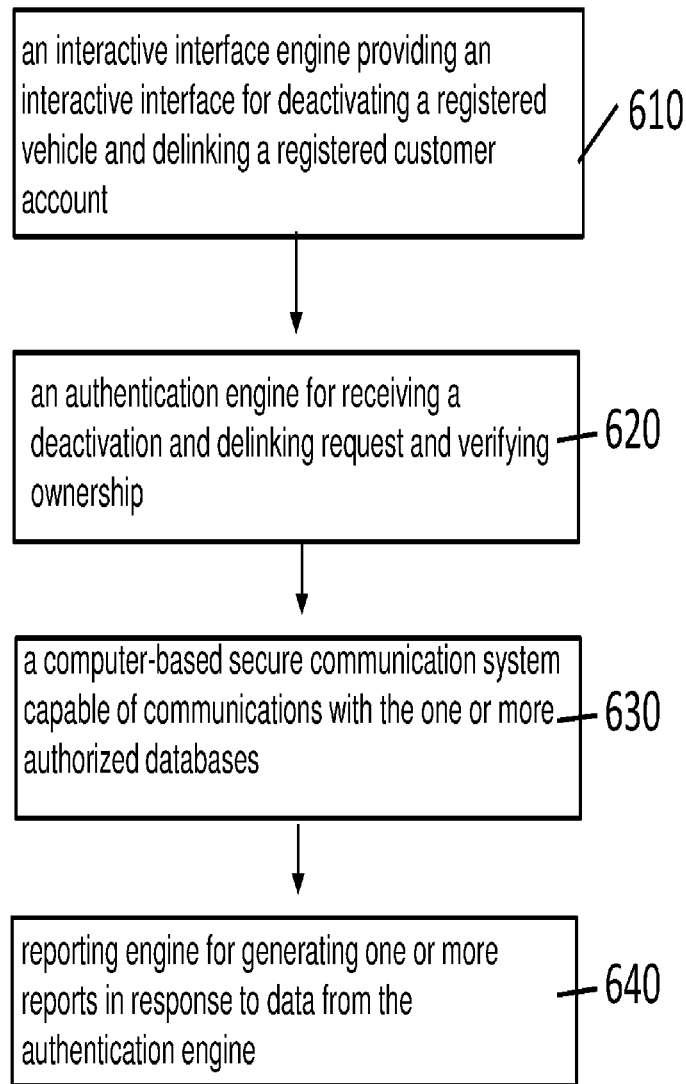 an interactive interface engine providing an
interactive interface for deactivating a registered
vehicle and delinking a registered customer
account
610
an authentication engine for receiving a
deactivation and delinking request and verifying
ownership
620
a computer-based secure communication system
capable of communications with the one or more
authorized databases
630
reporting engine for generating one or more
reports in response to data from the
authentication engine
640